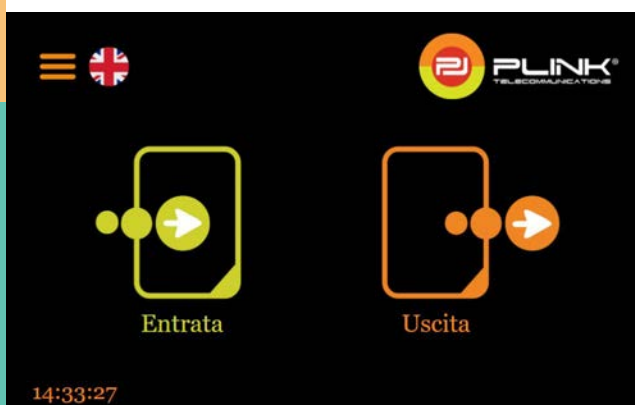 PLINK®
TELECOMMUNICATIONS
Entrata
Uscita
14:33:27